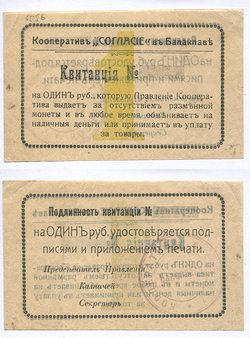 Кооперативъ „СОГЛАСІЕ" въ Балаклавѣ
Квитанція №
на ОДИНЪ руб., которую Правленіе Коопера-
тива выдаетъ за отсутствіемъ размѣнной
монеты и въ любое время обмѣниваетъ на
наличныя деньги или принимаетъ въ уплату
за товары.
Подлинность квитанціи №
на ОДИНЪ руб. удостовѣряется под-
писями и приложеніемъ печати.
Предсѣдатель Правленія
Казначей
Секретарь